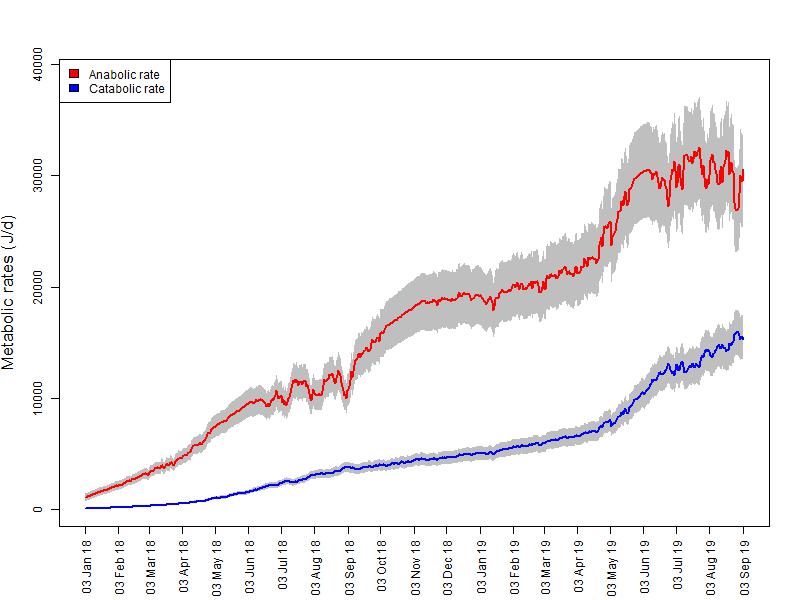 Anabolic rate
Catabolic rate
Metabolic rates (J/d)
40000
30000
20000
10000
0
03 Jan 18
03 Feb 18
03 Mar 18
03 Apr 18
03 May 18
03 Jun 18
03 Jul 18
03 Aug 18
03 Sep 18
03 Oct 18
03 Nov 18
03 Dec 18
03 Jan 19
03 Feb 19
03 Mar 19
03 Apr 19
03 May 19
03 Jun 19
03 Jul 19
03 Aug 19
03 Sep 19